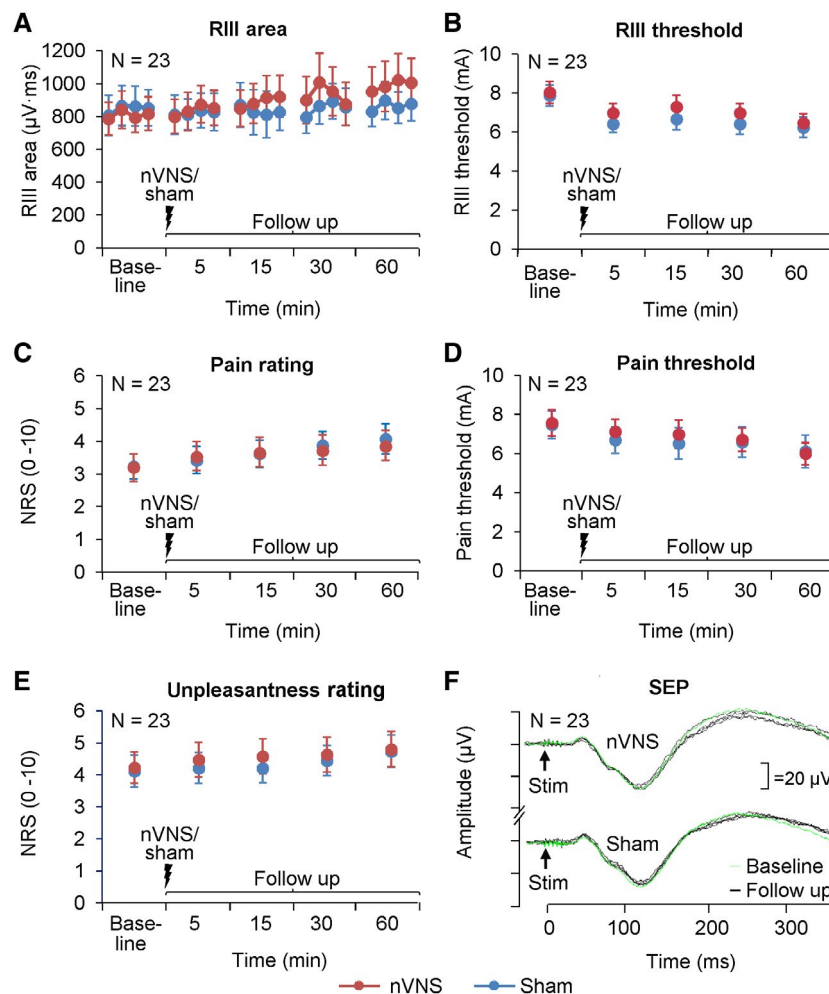 A
RIII area
1200
1000
800
600
400
200
0
RIII area (µV·ms)
N = 23
nVNS/
sham
Follow up
Base-
line
5
15
30
60
Time (min)
B
RIII threshold
10
8
6
4
2
0
RIII threshold (mA)
N = 23
nVNS/
sham
Follow up
Base-
line
5
15
30
60
Time (min)
C
Pain rating
6
5
4
3
2
1
0
NRS (0 -10)
N = 23
nVNS/
sham
Follow up
Base-
line
5
15
30
60
Time (min)
D
Pain threshold
10
8
6
4
2
0
Pain threshold (mA)
N = 23
nVNS/
sham
Follow up
Base-
line
5
15
30
60
Time (min)
E
Unpleasantness rating
6
5
4
3
2
1
0
NRS (0 -10)
N = 23
nVNS/
sham
Follow up
Base-
line
5
15
30
60
Time (min)
F
SEP
N = 23
nVNS
Stim
=20 µV
Amplitude (µV)
Sham
Stim
Baseline
Follow up
0
100
200
300
Time (ms)
nVNS
Sham